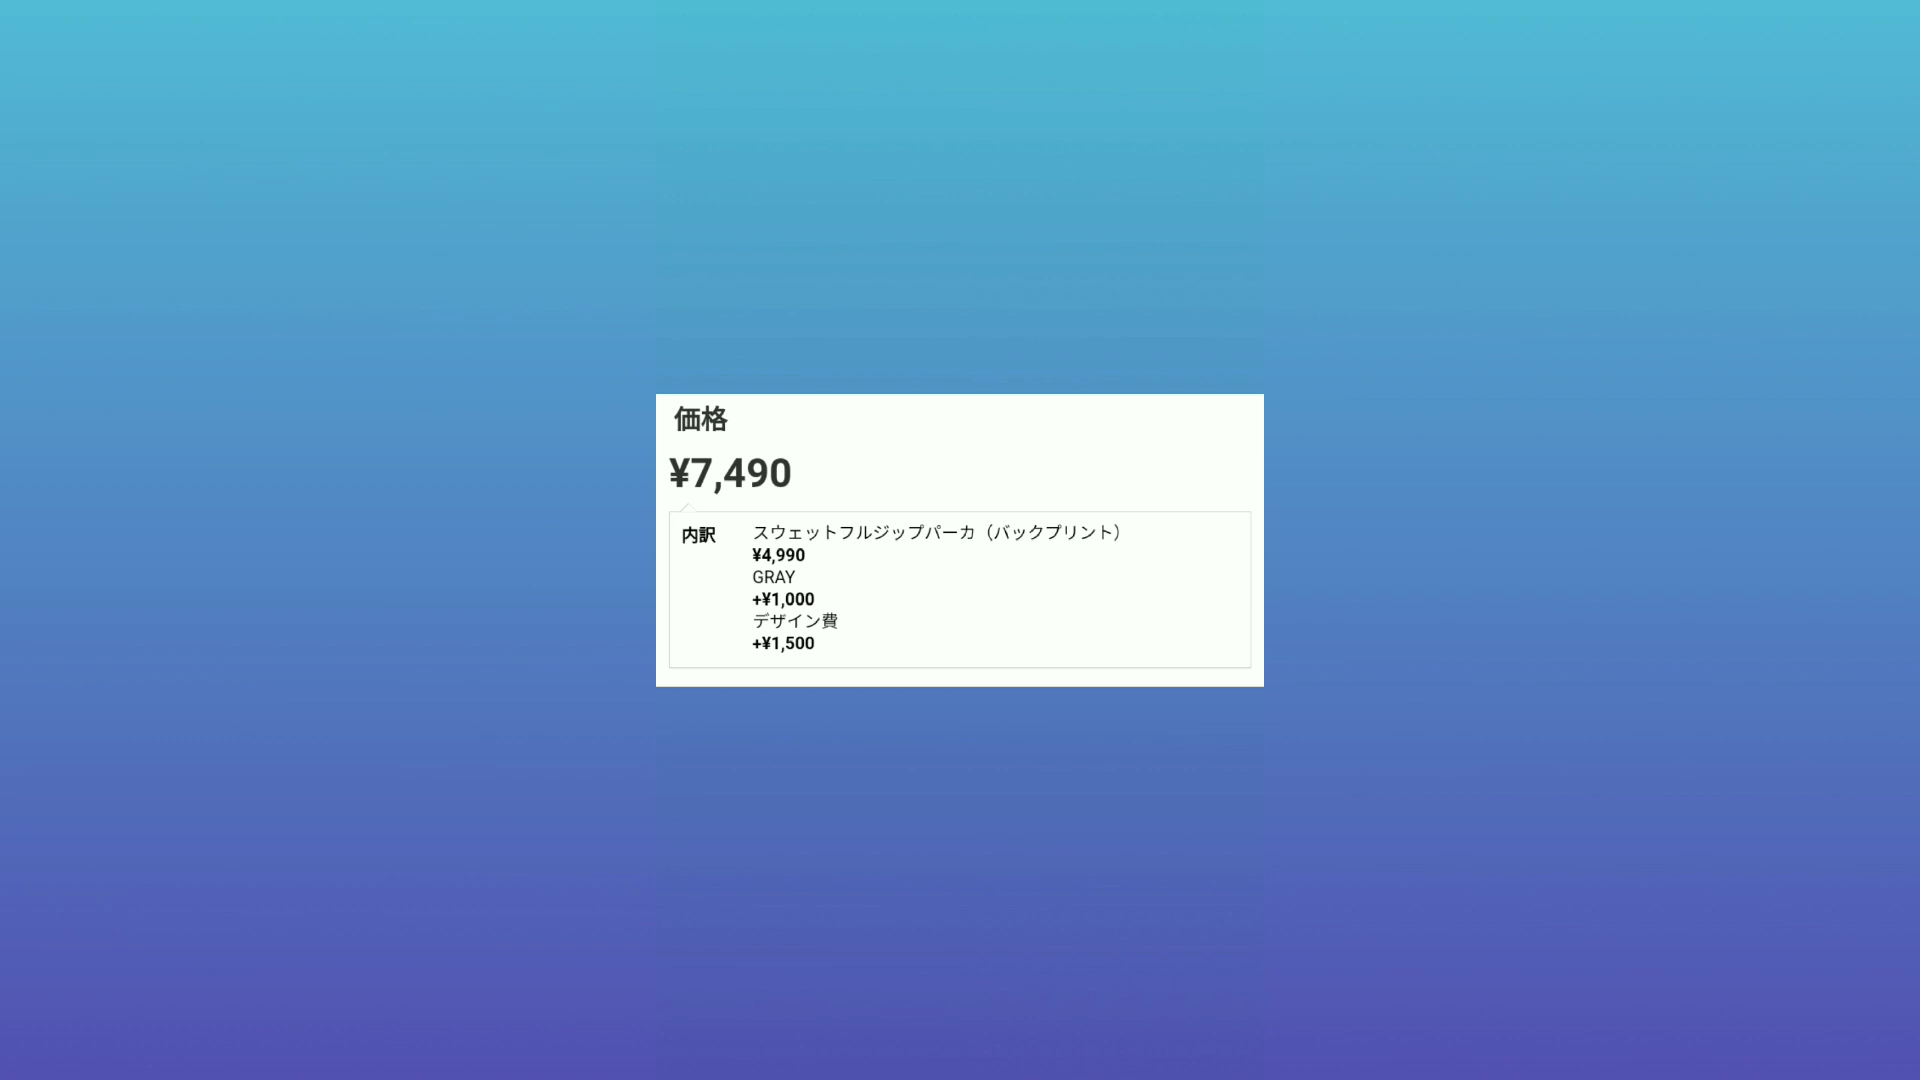 価格
¥7,490
内訳
スウェットフルジップパーカ（バックプリント）
¥4,990
GRAY
+¥1,000
デザイン費
+¥1,500